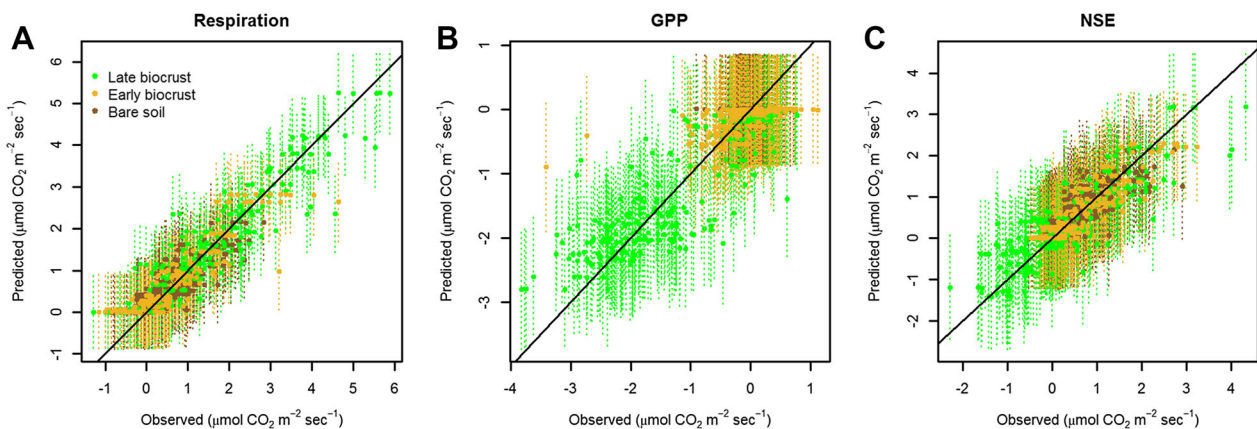 A
Respiration
Predicted (μmol CO₂ m⁻² sec⁻¹)
6
5
4
3
2
1
0
-1
Late biocrust
Early biocrust
Bare soil
-1 0 1 2 3 4 5 6
Observed (μmol CO₂ m⁻² sec⁻¹)
B
GPP
Predicted (μmol CO₂ m⁻² sec⁻¹)
1
0
-1
-2
-3
-4 -3 -2 -1 0 1
Observed (μmol CO₂ m⁻² sec⁻¹)
C
NSE
Predicted (μmol CO₂ m⁻² sec⁻¹)
4
3
2
1
0
-1
-2
-2 -1 0 1 2 3 4
Observed (μmol CO₂ m⁻² sec⁻¹)